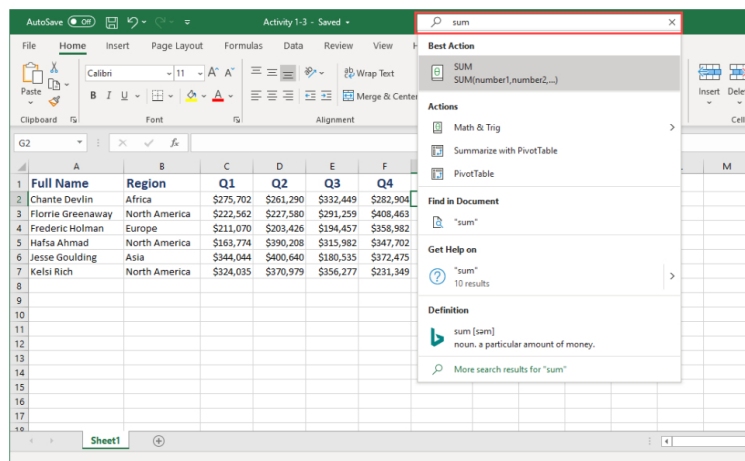 AutoSave Off Activity 1-3 - Saved
sum
File Home Insert Page Layout Formulas Data Review View H
Paste
Calibri 11 A^ Aˇ
B I U A
ab Wrap Text
Merge & Center
Insert Dele
Clipboard Font Alignment Cell
G2 fx
A B C D E F M
1 Full Name Region Q1 Q2 Q3 Q4
2 Chante Devlin Africa $275,702 $261,290 $332,449 $282,904
3 Florrie Greenaway North America $222,562 $227,580 $291,259 $408,463
4 Frederic Holman Europe $211,070 $203,426 $194,457 $358,982
5 Hafsa Ahmad North America $163,774 $390,208 $315,982 $347,702
6 Jesse Goulding Asia $344,044 $400,640 $180,535 $372,475
7 Kelsi Rich North America $324,035 $370,979 $356,277 $231,349
8
9
10
11
12
13
14
15
16
17
18
Best Action
SUM
SUM(number1,number2,...)
Actions
Math & Trig
Summarize with PivotTable
PivotTable
Find in Document
"sum"
Get Help on
"sum"
10 results
Definition
sum [səm]
noun. a particular amount of money.
More search results for "sum"
Sheet1